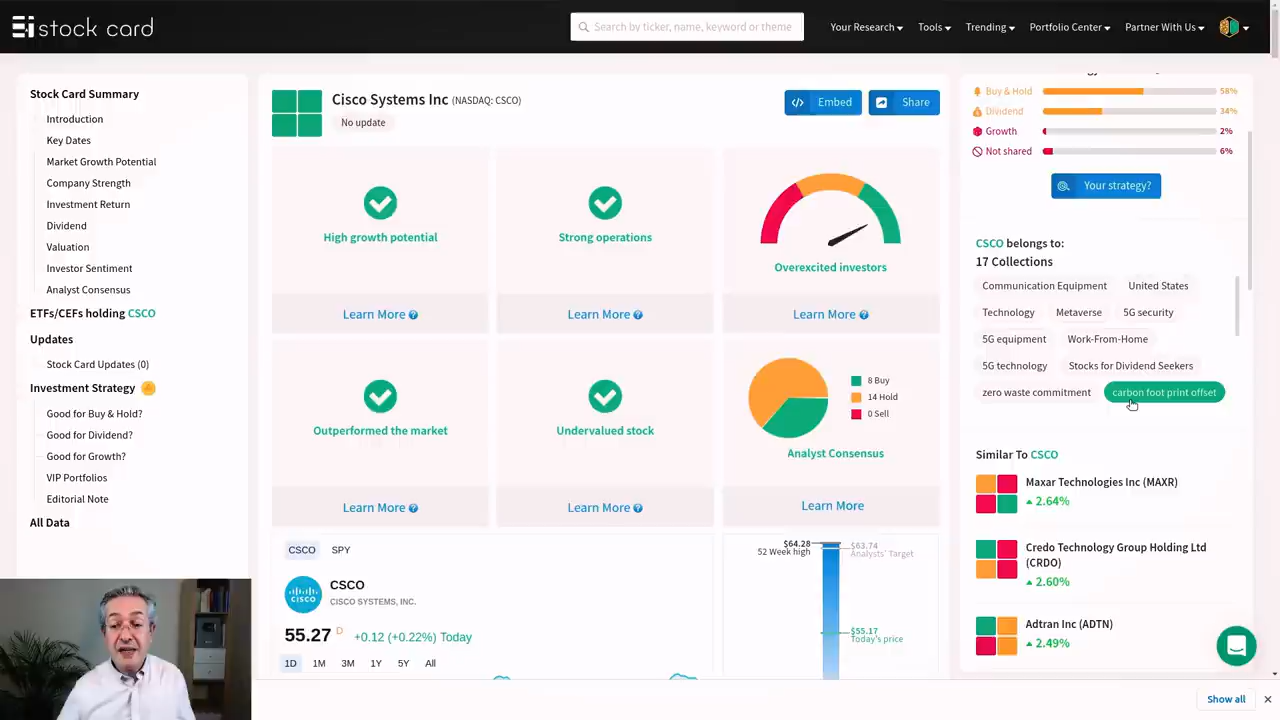 stock card
Search by ticker, name, keyword or theme
Your Research
Tools
Trending
Portfolio Center
Partner With Us
Stock Card Summary
Introduction
Key Dates
Market Growth Potential
Company Strength
Investment Return
Dividend
Valuation
Investor Sentiment
Analyst Consensus
ETFs/CEFs holding CSCO
Updates
Stock Card Updates (0)
Investment Strategy
Good for Buy & Hold?
Good for Dividend?
Good for Growth?
VIP Portfolios
Editorial Note
All Data
Cisco Systems Inc (NASDAQ: CSCO)
No update
Embed
Share
High growth potential
Learn More
Strong operations
Learn More
Overexcited investors
Learn More
Outperformed the market
Learn More
Undervalued stock
Learn More
8 Buy
14 Hold
0 Sell
Analyst Consensus
Learn More
CSCO SPY
CISCO
CSCO
CISCO SYSTEMS, INC.
55.27 D +0.12 (+0.22%) Today
1D 1M 3M 1Y 5Y All
$64.28
52 Week high
$63.74
Analysts' Target
$55.17
Today's price
Buy & Hold 58%
Dividend 34%
Growth 2%
Not shared 6%
Your strategy?
CSCO belongs to:
17 Collections
Communication Equipment United States
Technology Metaverse 5G security
5G equipment Work-From-Home
5G technology Stocks for Dividend Seekers
zero waste commitment carbon foot print offset
Similar To CSCO
Maxar Technologies Inc (MAXR)
2.64%
Credo Technology Group Holding Ltd
(CRDO)
2.60%
Adtran Inc (ADTN)
2.49%
Show all